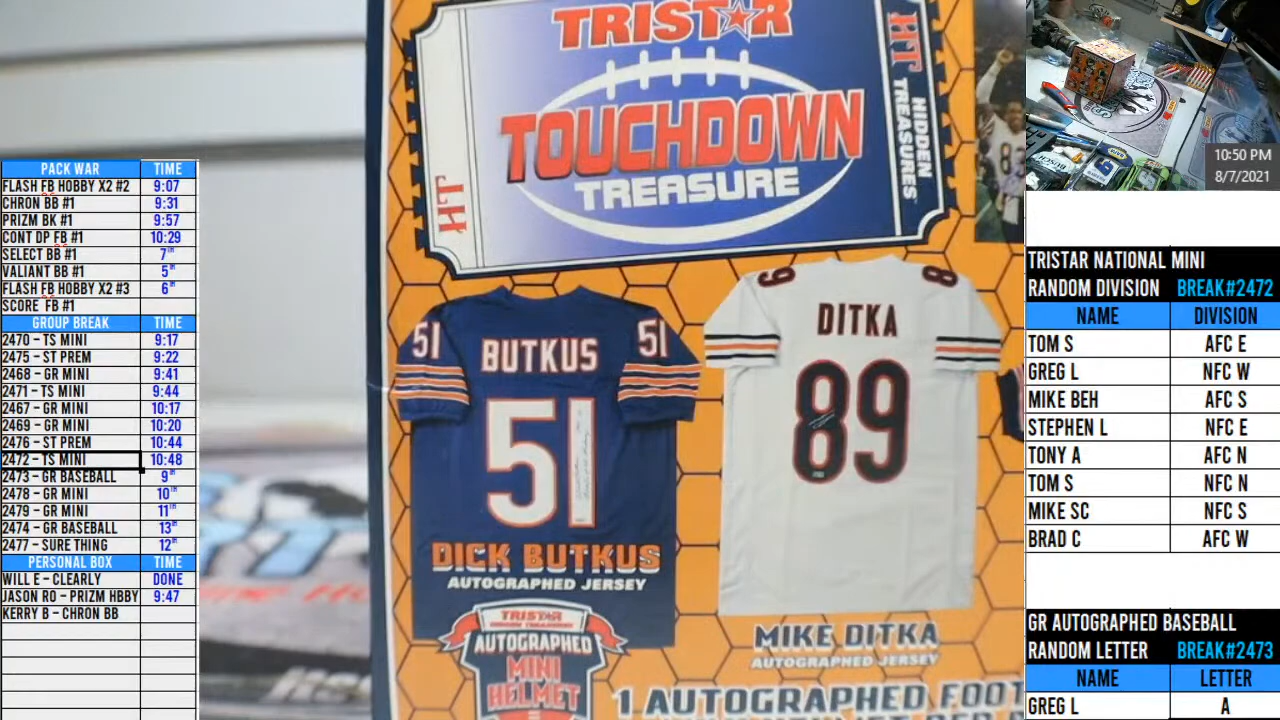 PACK WAR TIME
FLASH FB HOBBY X2 #2 9:07
CHRON BB #1 9:31
PRIZM BK #1 9:57
CONT DP FB #1 10:29
SELECT BB #1 7TH
VALIANT BB #1 5TH
FLASH FB HOBBY X2 #3 6TH
SCORE FB #1
GROUP BREAK TIME
2470 – TS MINI 9:17
2475 – ST PREM 9:22
2468 – GR MINI 9:41
2471 – TS MINI 9:44
2467 – GR MINI 10:17
2469 – GR MINI 10:20
2476 – ST PREM 10:44
2472 – TS MINI 10:48
2473 – GR BASEBALL 9TH
2478 – GR MINI 10TH
2479 – GR MINI 11TH
2474 – GR BASEBALL 13TH
2477 – SURE THING 12TH
PERSONAL BOX TIME
WILL E – CLEARLY DONE
JASON RO – PRIZM HBBY 9:47
KERRY B – CHRON BB
TRISTAR
TOUCHDOWN
TREASURE
HT
HT
HIDDEN
TREASURES
51 BUTKUS 51
51
DICK BUTKUS
AUTOGRAPHED JERSEY
TRISTAR
AUTOGRAPHED
MINI
HELMET
89 DITKA 8
89
MIKE DITKA
AUTOGRAPHED JERSEY
1 AUTOGRAPHED FOOT
10:50 PM
8/7/2021
TRISTAR NATIONAL MINI
RANDOM DIVISION BREAK#2472
NAME DIVISION
TOM S AFC E
GREG L NFC W
MIKE BEH AFC S
STEPHEN L NFC E
TONY A AFC N
TOM S NFC N
MIKE SC NFC S
BRAD C AFC W
GR AUTOGRAPHED BASEBALL
RANDOM LETTER BREAK#2473
NAME LETTER
GREG L A